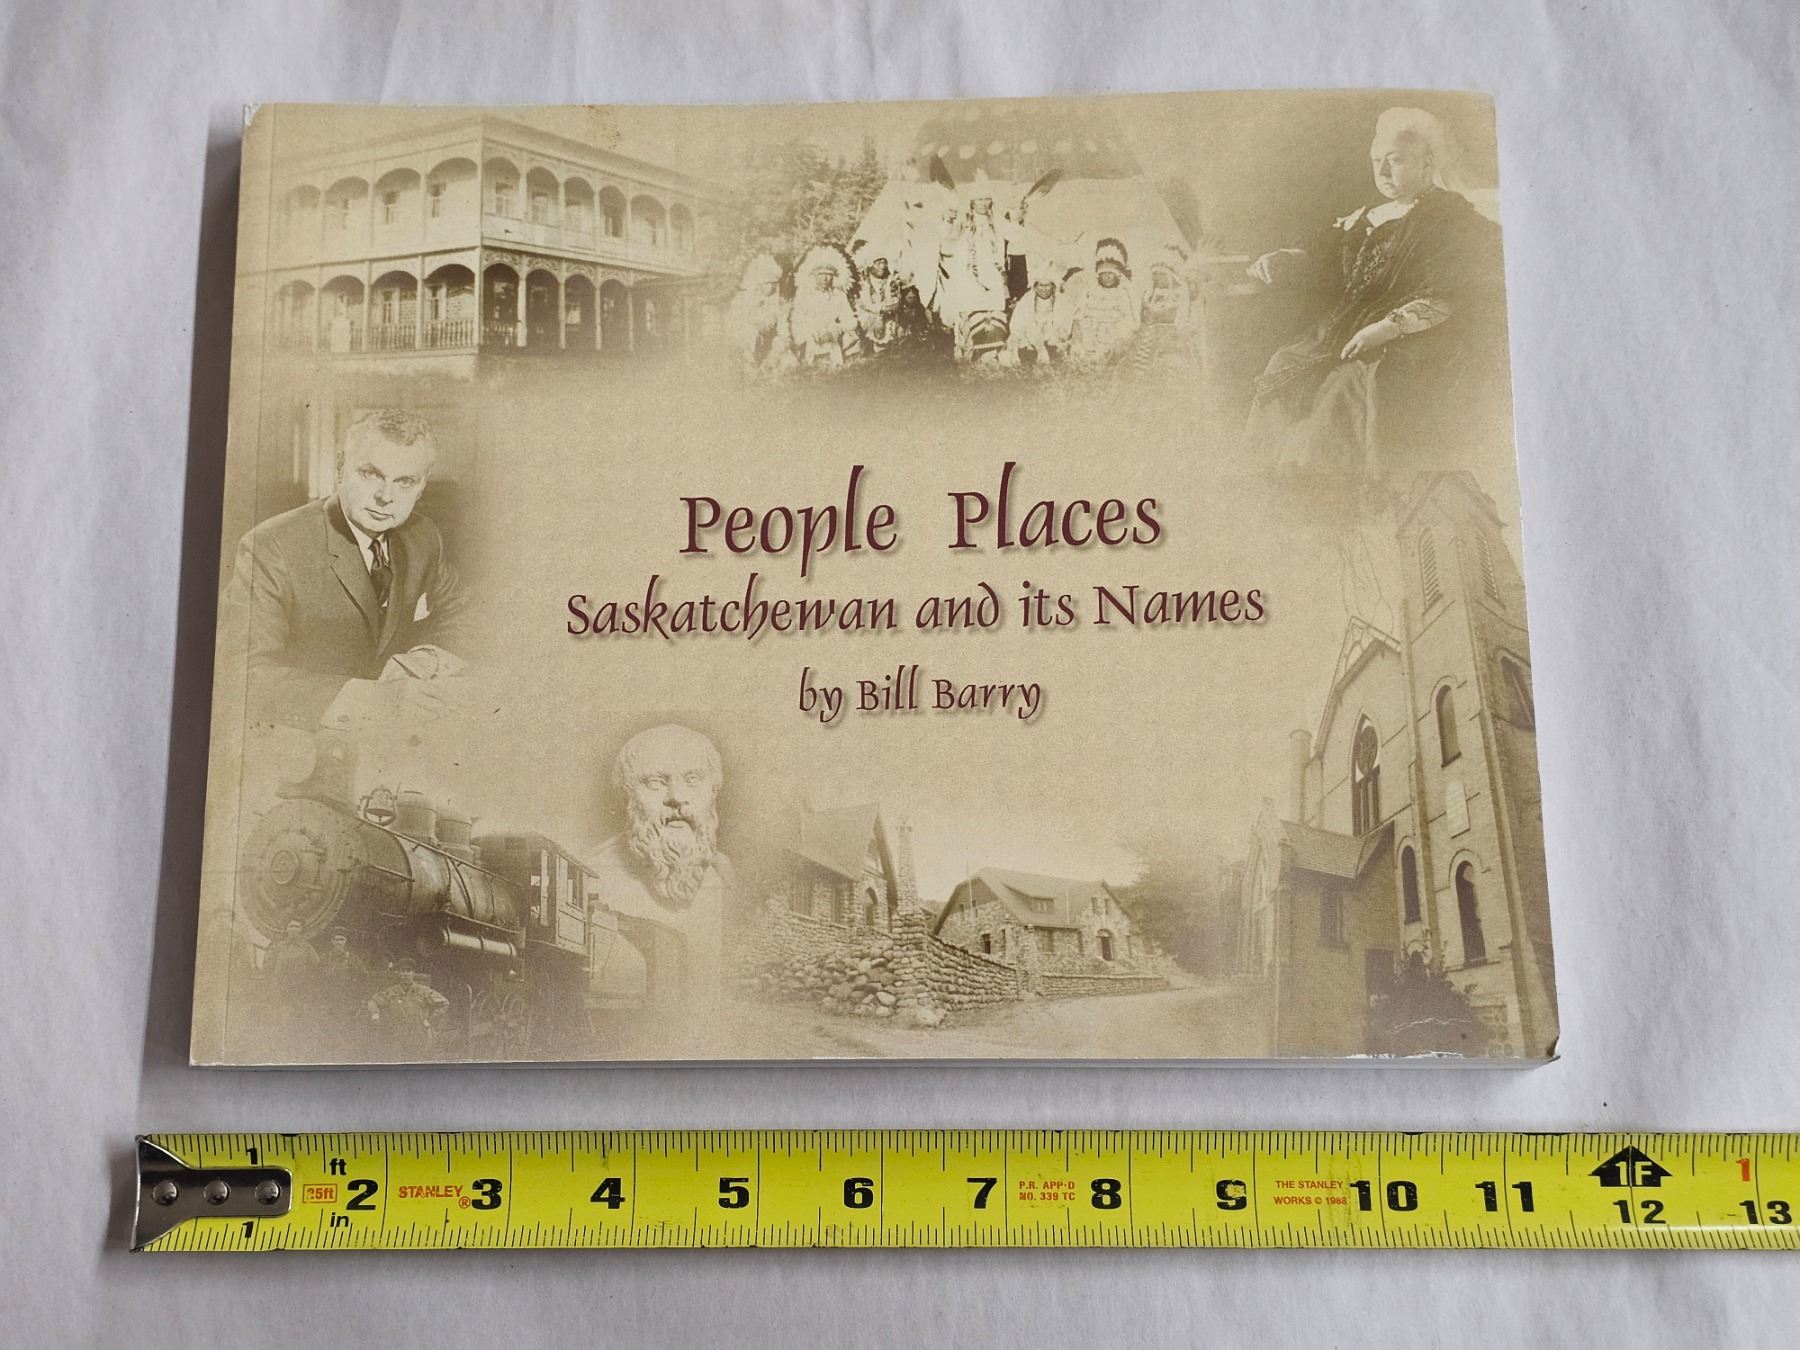 People Places
Saskatchewan and its Names
by Bill Barry
1 ft 1
25ft 2 STANLEY® 3 4 5 6 7 P.R. APP'D NO. 339 TC 8 9 THE STANLEY WORKS © 1988 10 11 1F 12 13
1 in